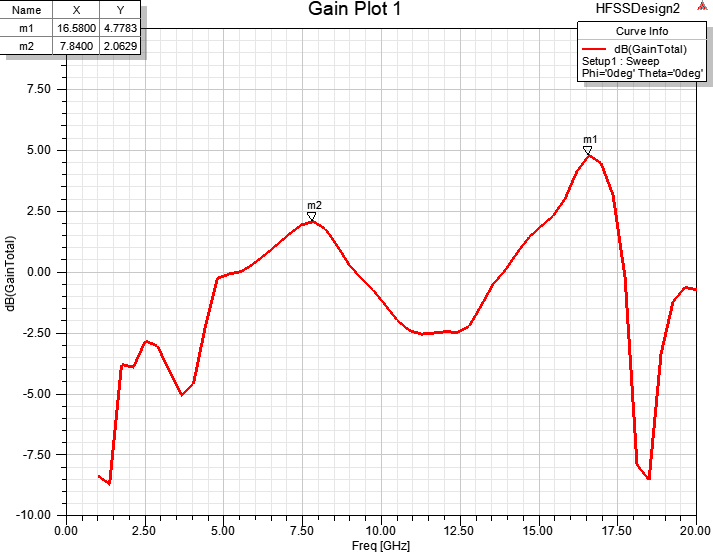 Gain Plot 1
HFSSDesign2
Name X Y
m1 16.5800 4.7783
m2 7.8400 2.0629
Curve Info
dB(GainTotal)
Setup1 : Sweep
Phi='0deg' Theta='0deg'
7.50
5.00
2.50
0.00
-2.50
-5.00
-7.50
-10.00
dB(GainTotal)
m1
m2
0.00 2.50 5.00 7.50 10.00 12.50 15.00 17.50 20.00
Freq [GHz]